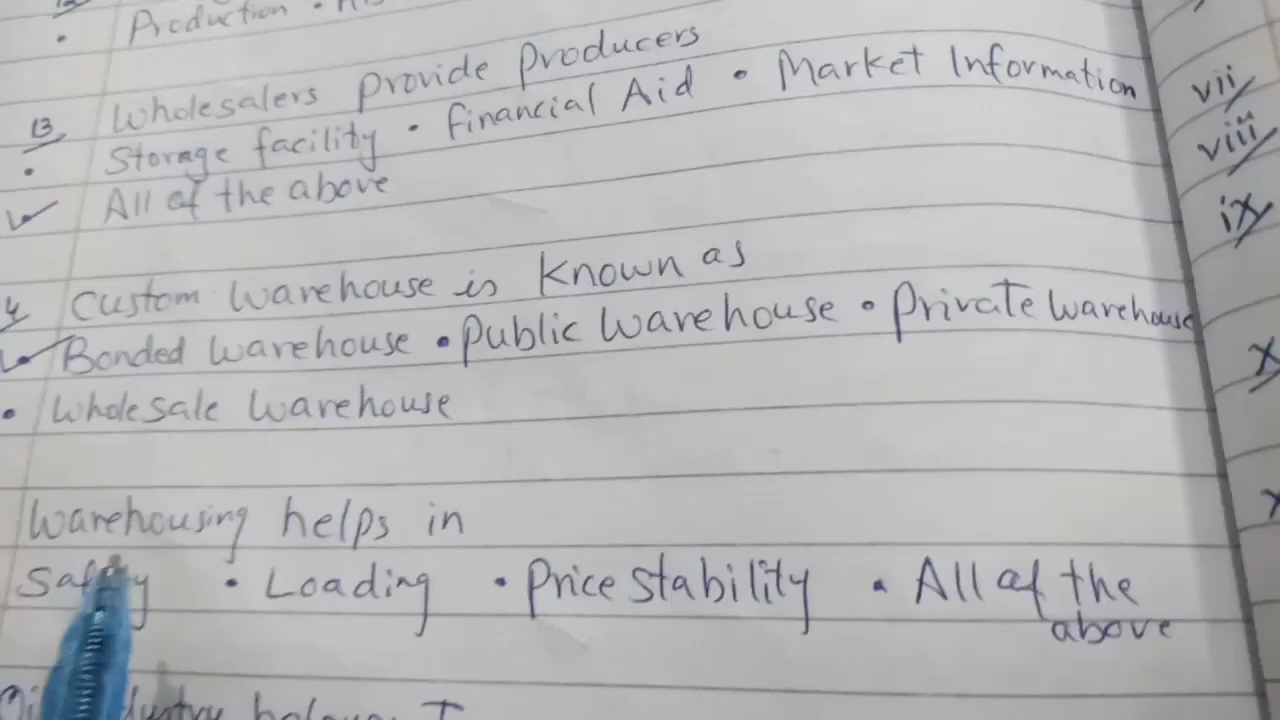 • Production •
13 Wholesalers Provide Producers
• Storage facility • Financial Aid • Market Information
All of the above
Custom Warehouse is Known as
Bonded Warehouse • Public Warehouse • Private Warehouse
• Wholesale Warehouse
Warehousing helps in
Safety • Loading • Price Stability • All of the
above
vii
viii
ix
x